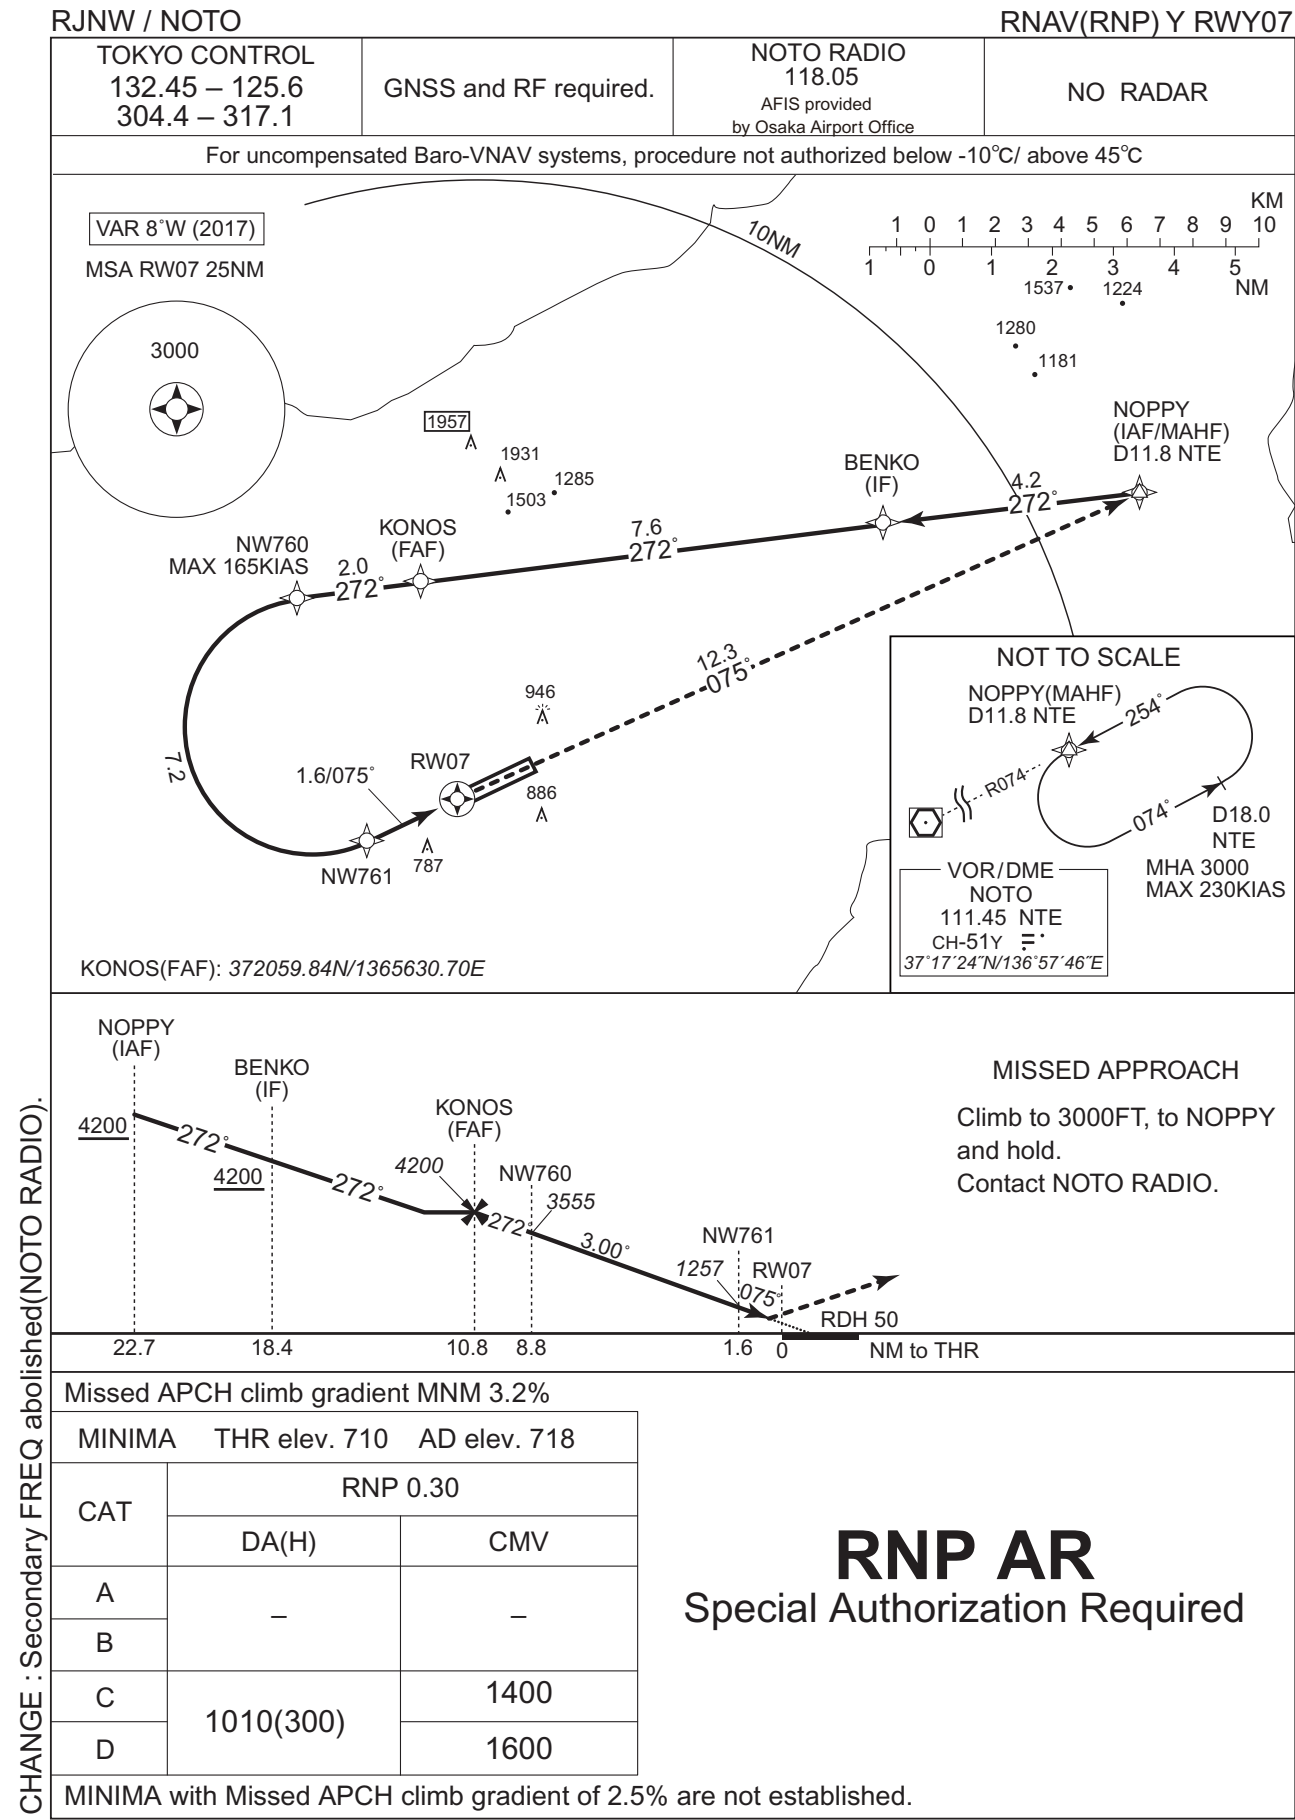 RJNW / NOTO
RNAV(RNP) Y RWY07
TOKYO CONTROL
132.45 – 125.6
304.4 – 317.1
GNSS and RF required.
NOTO RADIO
118.05
AFIS provided
by Osaka Airport Office
NO RADAR
For uncompensated Baro-VNAV systems, procedure not authorized below -10℃/ above 45℃
VAR 8˚W (2017)
MSA RW07 25NM
3000
10NM
KM
1 0 1 2 3 4 5 6 7 8 9 10
1 0 1 2 3 4 5
NM
1537
1224
1280
1181
1957
1931
1285
1503
NOPPY
(IAF/MAHF)
D11.8 NTE
BENKO
(IF)
4.2
272˚
KONOS
(FAF)
7.6
272˚
NW760
MAX 165KIAS
2.0
272˚
12.3
075˚
946
7.2
RW07
1.6/075˚
886
787
NW761
NOT TO SCALE
NOPPY(MAHF)
D11.8 NTE
254˚
R074
074˚
D18.0
NTE
MHA 3000
MAX 230KIAS
VOR/DME
NOTO
111.45 NTE
CH-51Y
37˚17´24˝N/136˚57´46˝E
KONOS(FAF): 372059.84N/1365630.70E
NOPPY
(IAF)
BENKO
(IF)
KONOS
(FAF)
NW760
NW761
RW07
4200
272˚
4200
272˚
4200
272˚
3555
3.00˚
1257
075˚
RDH 50
22.7 18.4 10.8 8.8 1.6 0 NM to THR
MISSED APPROACH
Climb to 3000FT, to NOPPY
and hold.
Contact NOTO RADIO.
Missed APCH climb gradient MNM 3.2%
MINIMA THR elev. 710 AD elev. 718
CAT
RNP 0.30
DA(H)
CMV
A
–
–
B
C
1010(300)
1400
D
1600
MINIMA with Missed APCH climb gradient of 2.5% are not established.
RNP AR
Special Authorization Required
CHANGE : Secondary FREQ abolished(NOTO RADIO).